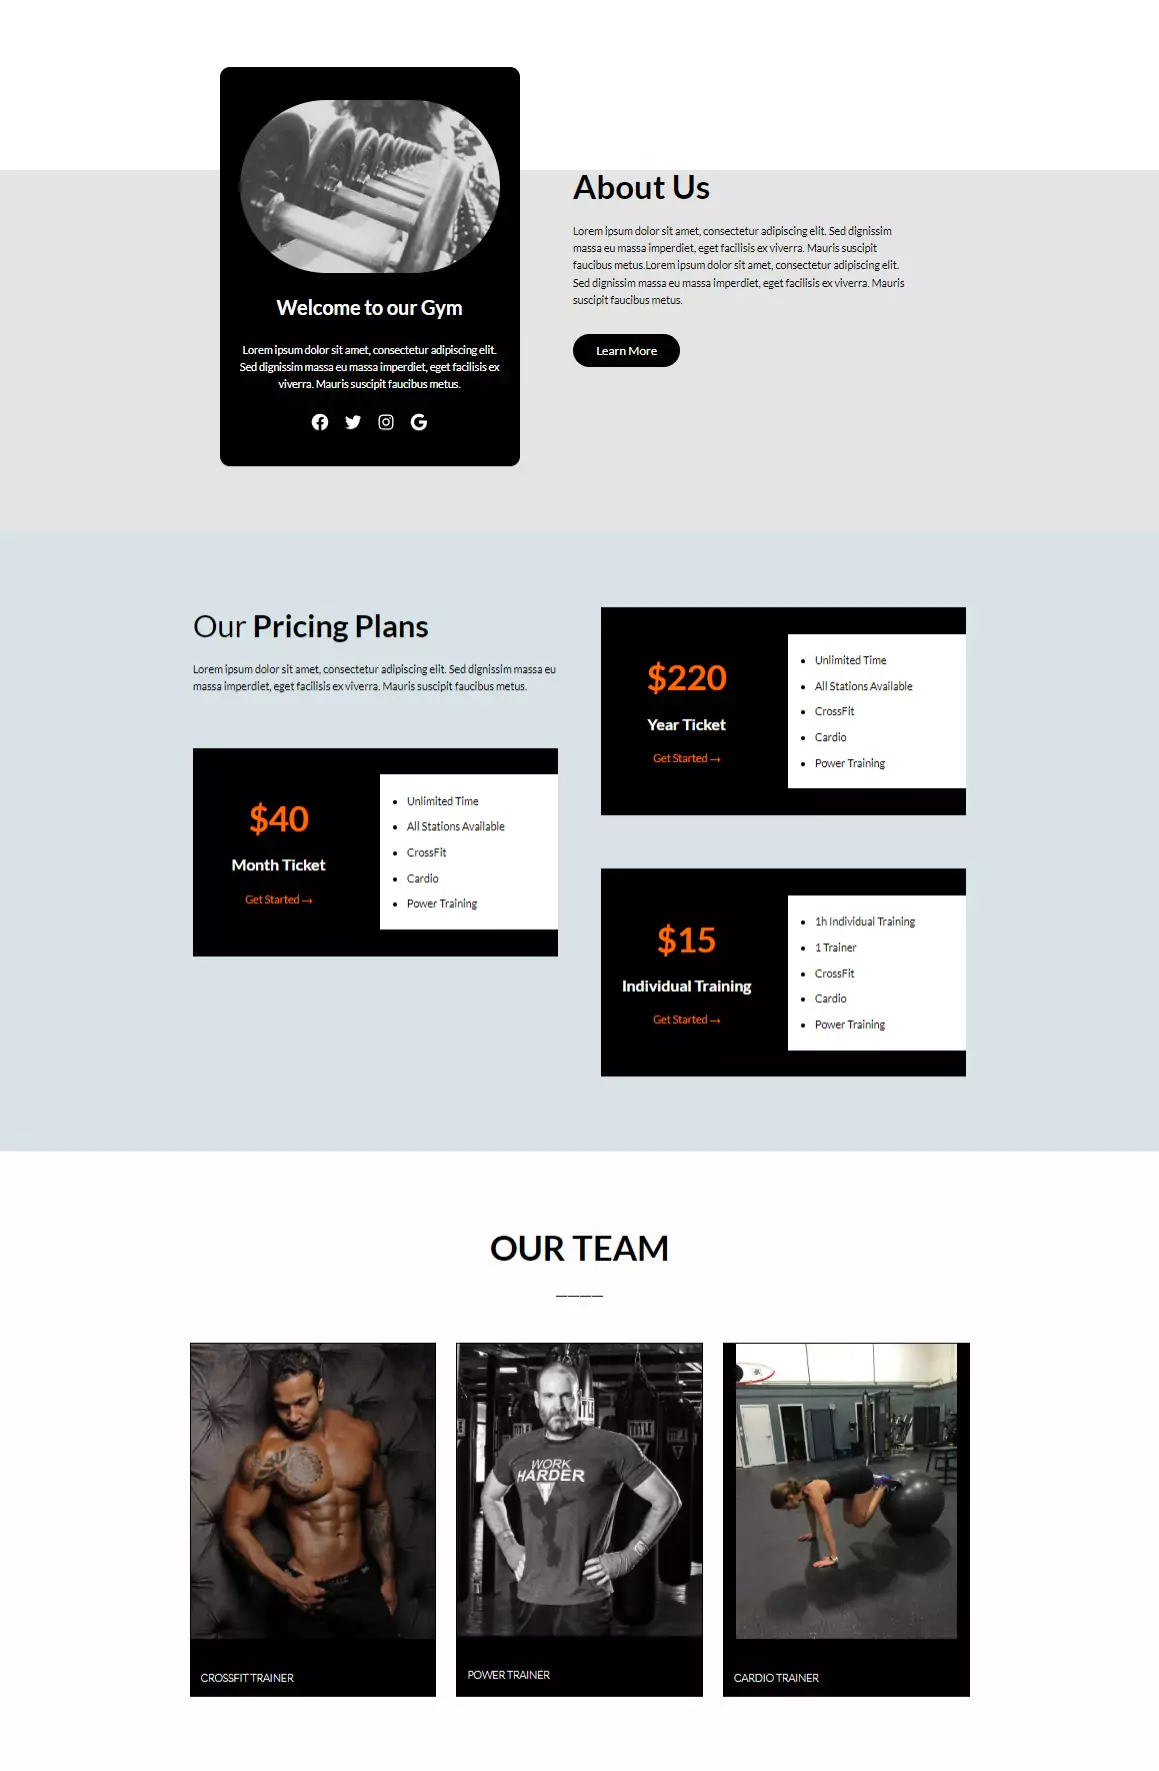 Welcome to our Gym
Lorem ipsum dolor sit amet, consectetur adipiscing elit.
Sed dignissim massa eu massa imperdiet, eget facilisis ex
viverra. Mauris suscipit faucibus metus.
About Us
Lorem ipsum dolor sit amet, consectetur adipiscing elit. Sed dignissim
massa eu massa imperdiet, eget facilisis ex viverra. Mauris suscipit
faucibus metus.Lorem ipsum dolor sit amet, consectetur adipiscing elit.
Sed dignissim massa eu massa imperdiet, eget facilisis ex viverra. Mauris
suscipit faucibus metus.
Learn More
Our Pricing Plans
Lorem ipsum dolor sit amet, consectetur adipiscing elit. Sed dignissim massa eu
massa imperdiet, eget facilisis ex viverra. Mauris suscipit faucibus metus.
$40
Month Ticket
Get Started →
• Unlimited Time
• All Stations Available
• CrossFit
• Cardio
• Power Training
$220
Year Ticket
Get Started →
• Unlimited Time
• All Stations Available
• CrossFit
• Cardio
• Power Training
$15
Individual Training
Get Started →
• 1h Individual Training
• 1 Trainer
• CrossFit
• Cardio
• Power Training
OUR TEAM
WORK
HARDER
TITLE
CROSSFIT TRAINER
POWER TRAINER
CARDIO TRAINER